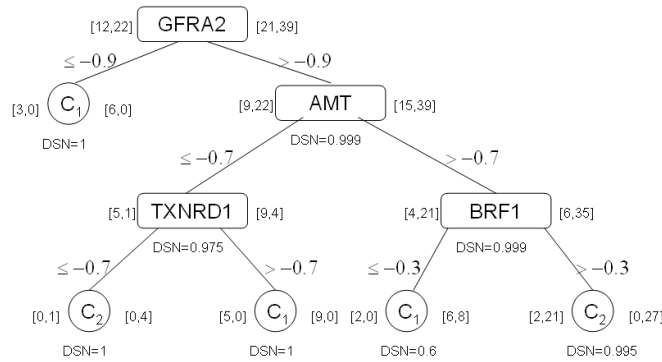 [12,22] GFRA2 [21,39]
≤ −0.9 > −0.9
[3,0] C₁ [6,0] [9,22] AMT [15,39]
DSN=1 DSN=0.999
≤ −0.7 > −0.7
[5,1] TXNRD1 [9,4] [4,21] BRF1 [6,35]
DSN=0.975 DSN=0.999
≤ −0.7 > −0.7 ≤ −0.3 > −0.3
[0,1] C₂ [0,4] [5,0] C₁ [9,0] [2,0] C₁ [6,8] [2,21] C₂ [0,27]
DSN=1 DSN=1 DSN=0.6 DSN=0.995